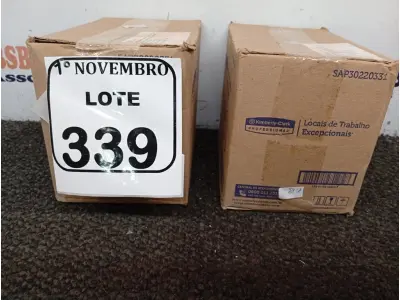 1º NOVEMBRO
LOTE
339
SAP30220331
Kimberly-Clark
PROFESSIONAL
Locais de Trabalho
Excepcionais